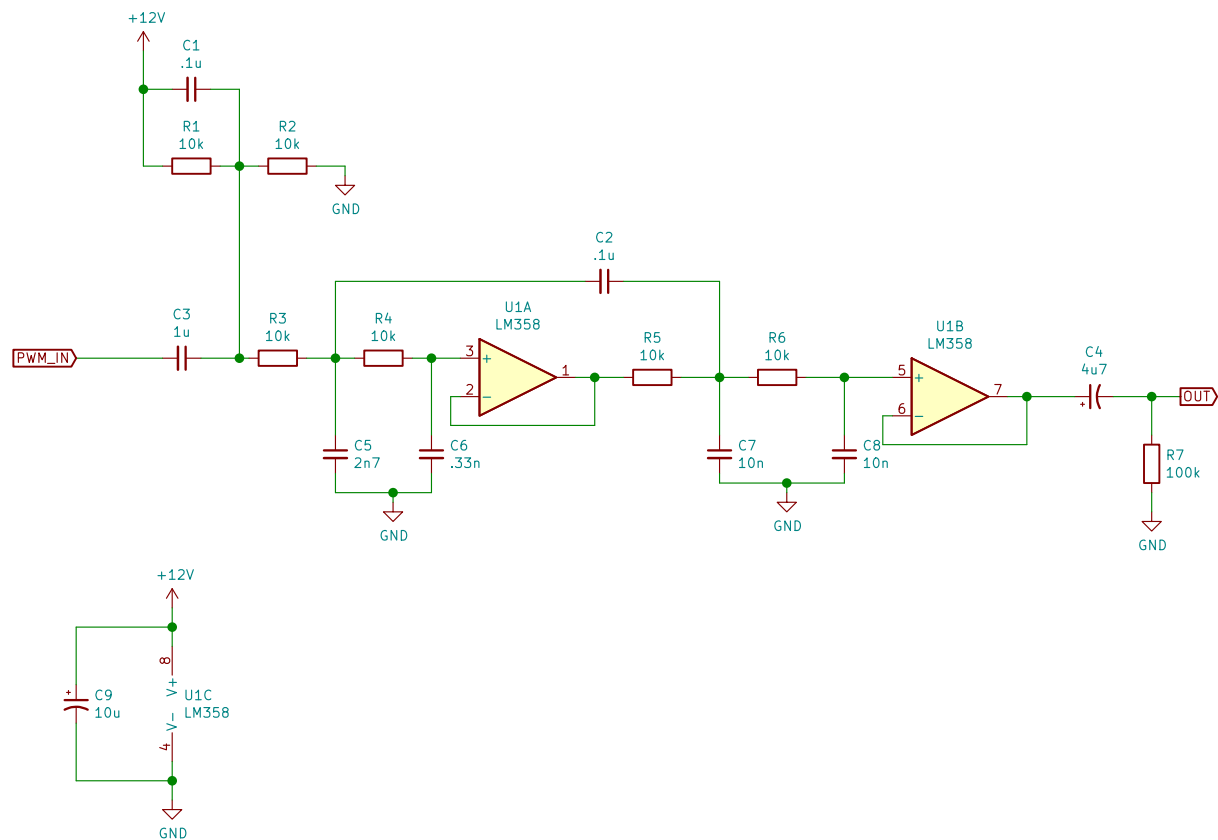 +12V
C1
.1u
R1
10k
R2
10k
GND
C2
.1u
PWM_IN
C3
1u
R3
10k
R4
10k
U1A
LM358
3
+
2
−
1
R5
10k
R6
10k
U1B
LM358
5
+
6
−
7
C4
4u7
+
OUT
C5
2n7
C6
.33n
GND
C7
10n
C8
10n
GND
R7
100k
GND
+12V
+
C9
10u
8
V+
V−
4
U1C
LM358
GND